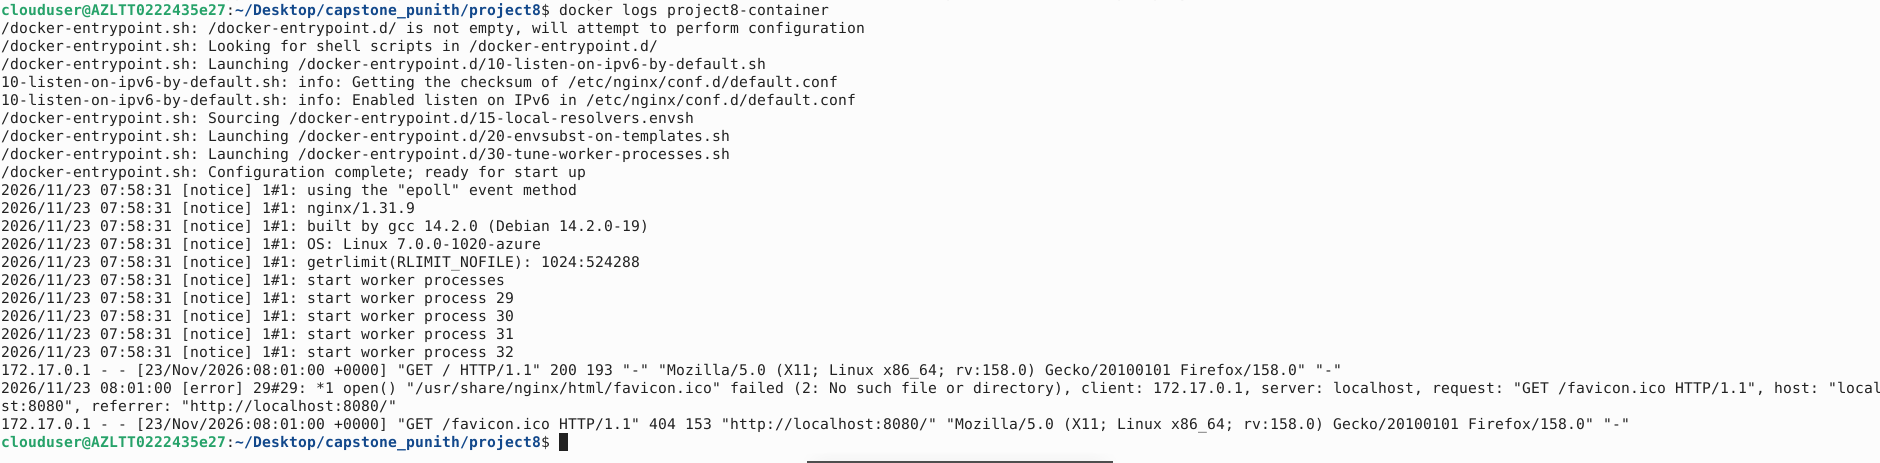 clouduser@AZLTT0222435e27:~/Desktop/capstone_punith/project8$ docker logs project8-container
/docker-entrypoint.sh: /docker-entrypoint.d/ is not empty, will attempt to perform configuration
/docker-entrypoint.sh: Looking for shell scripts in /docker-entrypoint.d/
/docker-entrypoint.sh: Launching /docker-entrypoint.d/10-listen-on-ipv6-by-default.sh
10-listen-on-ipv6-by-default.sh: info: Getting the checksum of /etc/nginx/conf.d/default.conf
10-listen-on-ipv6-by-default.sh: info: Enabled listen on IPv6 in /etc/nginx/conf.d/default.conf
/docker-entrypoint.sh: Sourcing /docker-entrypoint.d/15-local-resolvers.envsh
/docker-entrypoint.sh: Launching /docker-entrypoint.d/20-envsubst-on-templates.sh
/docker-entrypoint.sh: Launching /docker-entrypoint.d/30-tune-worker-processes.sh
/docker-entrypoint.sh: Configuration complete; ready for start up
2026/11/23 07:58:31 [notice] 1#1: using the "epoll" event method
2026/11/23 07:58:31 [notice] 1#1: nginx/1.31.9
2026/11/23 07:58:31 [notice] 1#1: built by gcc 14.2.0 (Debian 14.2.0-19)
2026/11/23 07:58:31 [notice] 1#1: OS: Linux 7.0.0-1020-azure
2026/11/23 07:58:31 [notice] 1#1: getrlimit(RLIMIT_NOFILE): 1024:524288
2026/11/23 07:58:31 [notice] 1#1: start worker processes
2026/11/23 07:58:31 [notice] 1#1: start worker process 29
2026/11/23 07:58:31 [notice] 1#1: start worker process 30
2026/11/23 07:58:31 [notice] 1#1: start worker process 31
2026/11/23 07:58:31 [notice] 1#1: start worker process 32
172.17.0.1 - - [23/Nov/2026:08:01:00 +0000] "GET / HTTP/1.1" 200 193 "-" "Mozilla/5.0 (X11; Linux x86_64; rv:158.0) Gecko/20100101 Firefox/158.0" "-"
2026/11/23 08:01:00 [error] 29#29: *1 open() "/usr/share/nginx/html/favicon.ico" failed (2: No such file or directory), client: 172.17.0.1, server: localhost, request: "GET /favicon.ico HTTP/1.1", host: "local
st:8080", referrer: "http://localhost:8080/"
172.17.0.1 - - [23/Nov/2026:08:01:00 +0000] "GET /favicon.ico HTTP/1.1" 404 153 "http://localhost:8080/" "Mozilla/5.0 (X11; Linux x86_64; rv:158.0) Gecko/20100101 Firefox/158.0" "-"
clouduser@AZLTT0222435e27:~/Desktop/capstone_punith/project8$